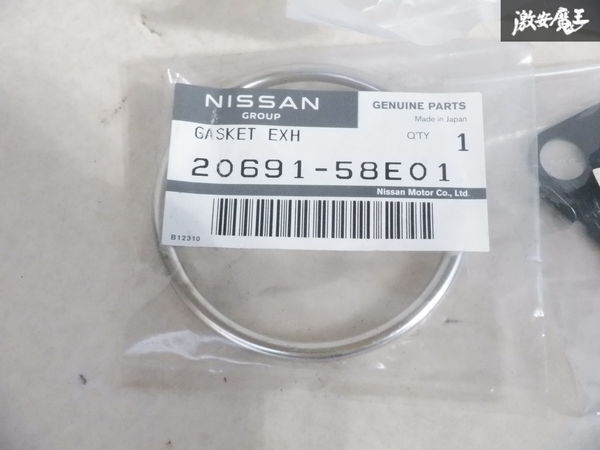 激安魔王
NISSAN
GROUP
GENUINE PARTS
Made in Japan
GASKET EXH
Q'TY 1
20691-58E01
Nissan Motor Co., Ltd.
B12310